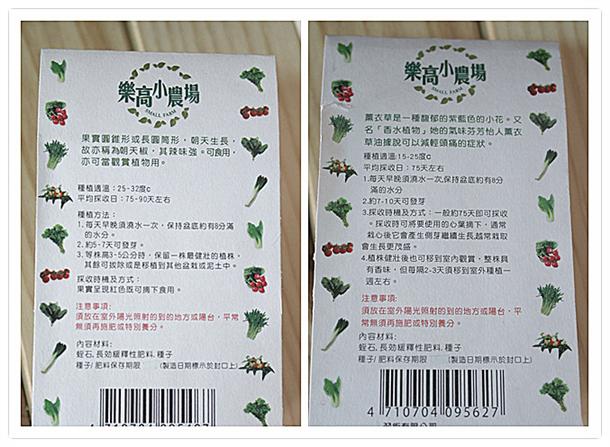 樂高小農場
SMALL FARM
果實圓錐形或長圓筒形，朝天生長，
故亦稱為朝天椒，其辣味強。可食用，
亦可當觀賞植物用。
種植適溫：25-32度c
平均採收日：75-90天左右
種植方法：
1.每天早晚須澆水一次，保持盆底約有8分滿
的水分。
2.約5-7天可發芽
3.等株高3-5公分時，保留一株最健壯的植株，
其餘可拔除或是移植到其他盆栽或泥土中。
採收時機及方式：
果實呈現紅色既可摘下食用。
注意事項:
須放在室外陽光照射的到的地方或陽台，平常
無須再施肥或特別養分。
內容材料:
蛭石,長効緩釋性肥料.種子
種子/ 肥料保存期限 (製造日期標示於封口上)
4 710704 095627
樂高小農場
SMALL FARM
薰衣草是一種馥郁的紫藍色的小花。又
名「香水植物」她的氣味芬芳怡人薰衣
草油據說可以減輕頭痛的症狀。
種植適溫:15-25度c
平均採收日：75天左右
1.每天早晚須澆水一次,保持盆底約有8分
滿的水分
2.約7-10天可發芽
3.採收時機及方式：一般約75天即可採收
。採收時可將要使用的心葉摘下，通常
栽心後它會產生側芽繼續生長,越常栽取
會生長更茂盛。
4.植株健壯後也可移到室內觀賞，整株具
有香味，但每隔2-3天須移到室外種植一
週左右。
注意事項:
須放在室外陽光照射的到的地方或陽台，
平常無須再施肥或特別養分。
內容材料:
蛭石,長効緩釋性肥料.種子
種子/肥料保存期限 (製造日期標示於封口上)
4 710704 095627